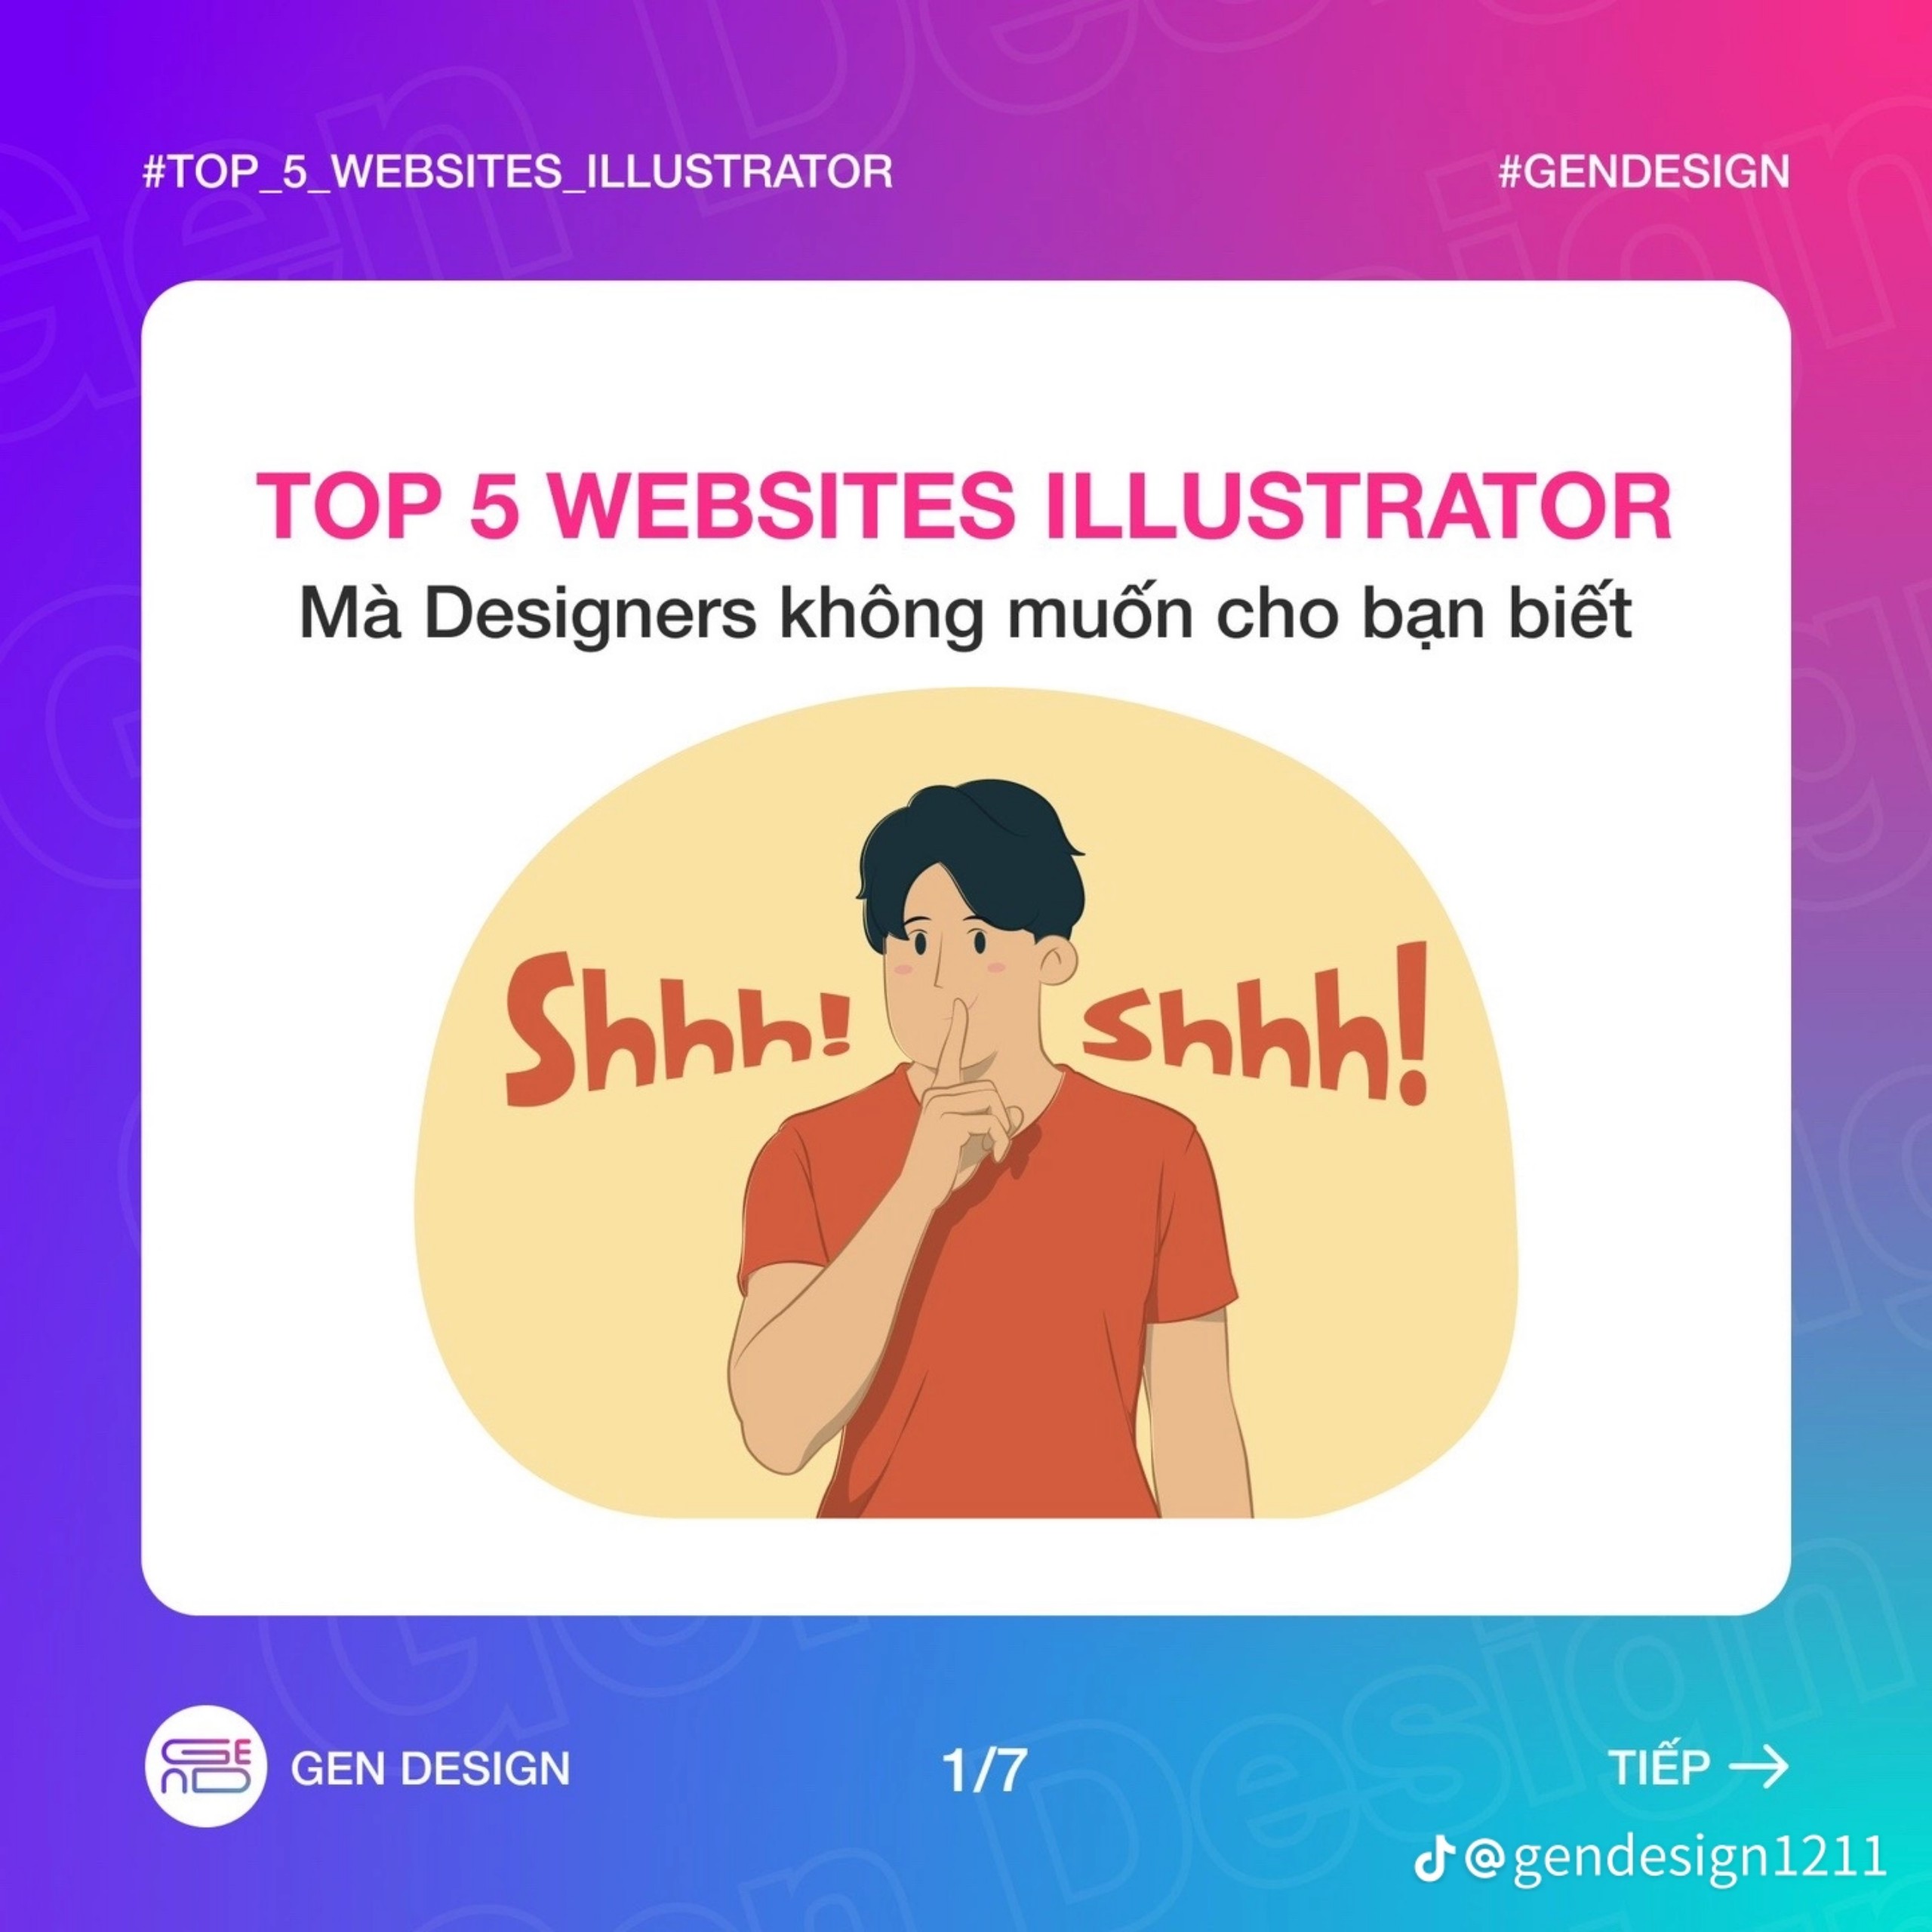 #TOP_5_WEBSITES_ILLUSTRATOR
#GENDESIGN
TOP 5 WEBSITES ILLUSTRATOR
Mà Designers không muốn cho bạn biết
Shhh!
Shhh!
GEN DESIGN
1/7
TIẾP →
@gendesign1211